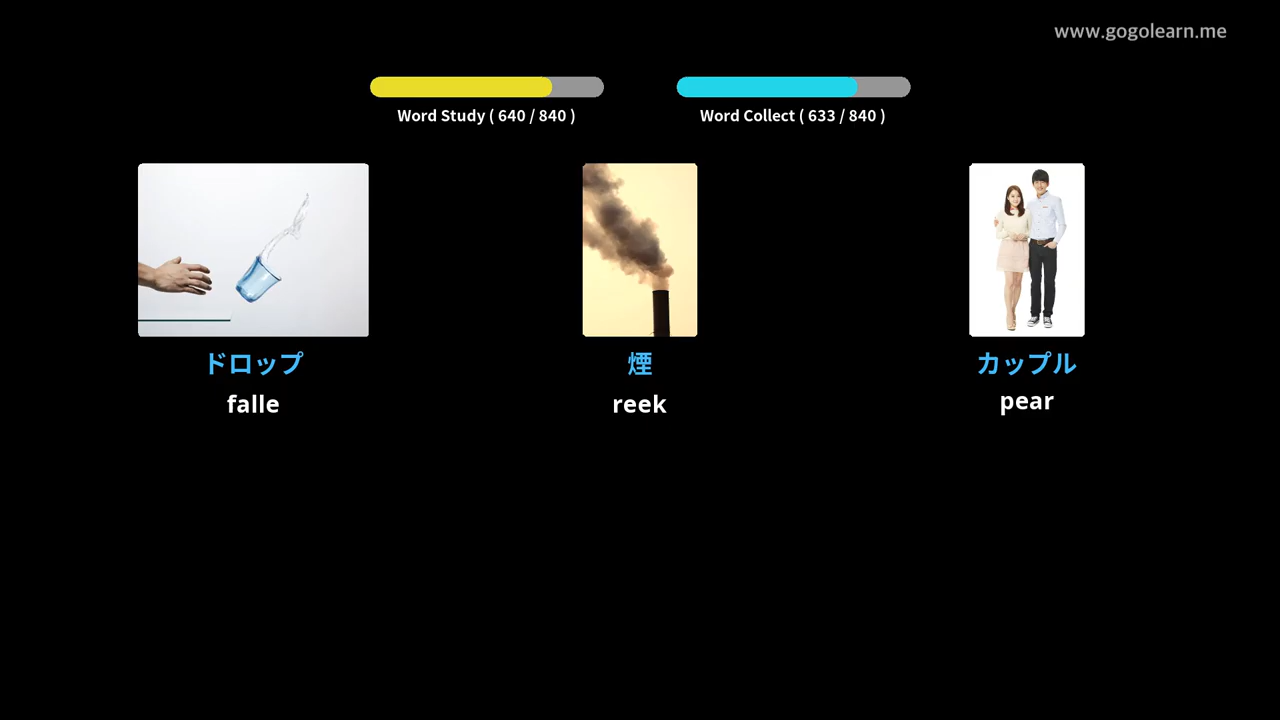 www.gogolearn.me
Word Study ( 640 / 840 )
Word Collect ( 633 / 840 )
ドロップ
falle
煙
reek
カップル
pear